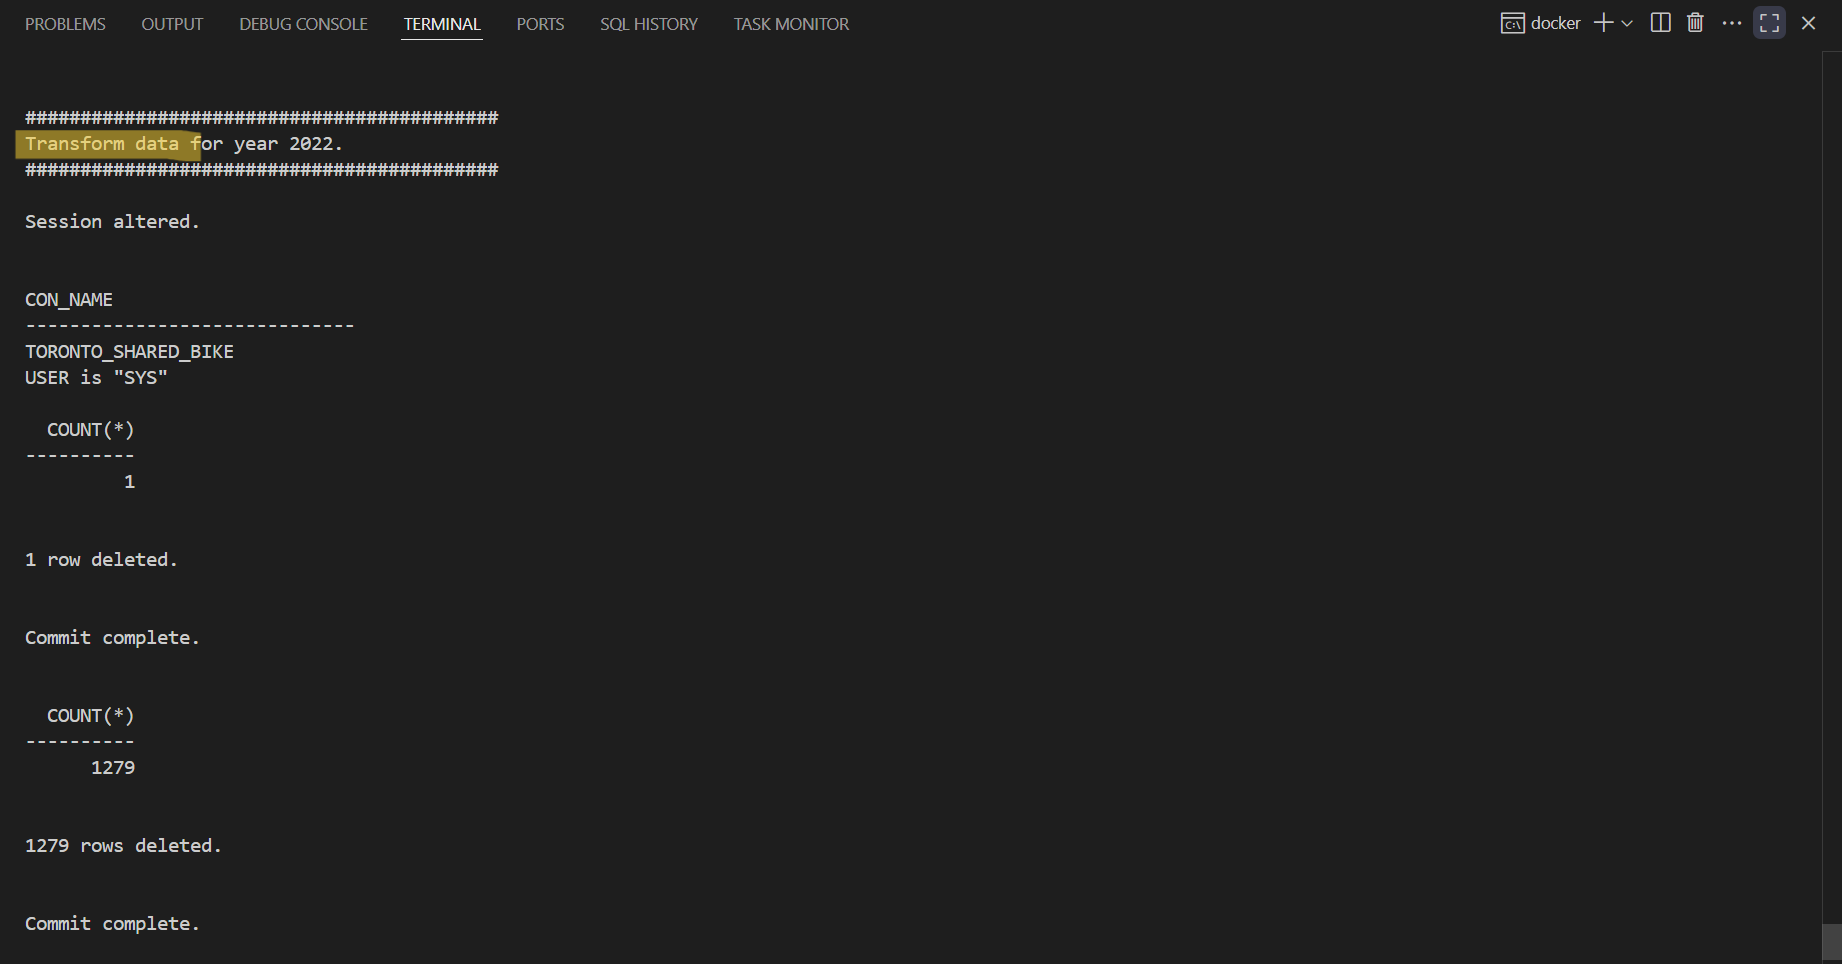 PROBLEMS OUTPUT DEBUG CONSOLE TERMINAL PORTS SQL HISTORY TASK MONITOR docker
###########################################
Transform data for year 2022.
###########################################
Session altered.
CON_NAME
------------------------------
TORONTO_SHARED_BIKE
USER is "SYS"
COUNT(*)
----------
1
1 row deleted.
Commit complete.
COUNT(*)
----------
1279
1279 rows deleted.
Commit complete.